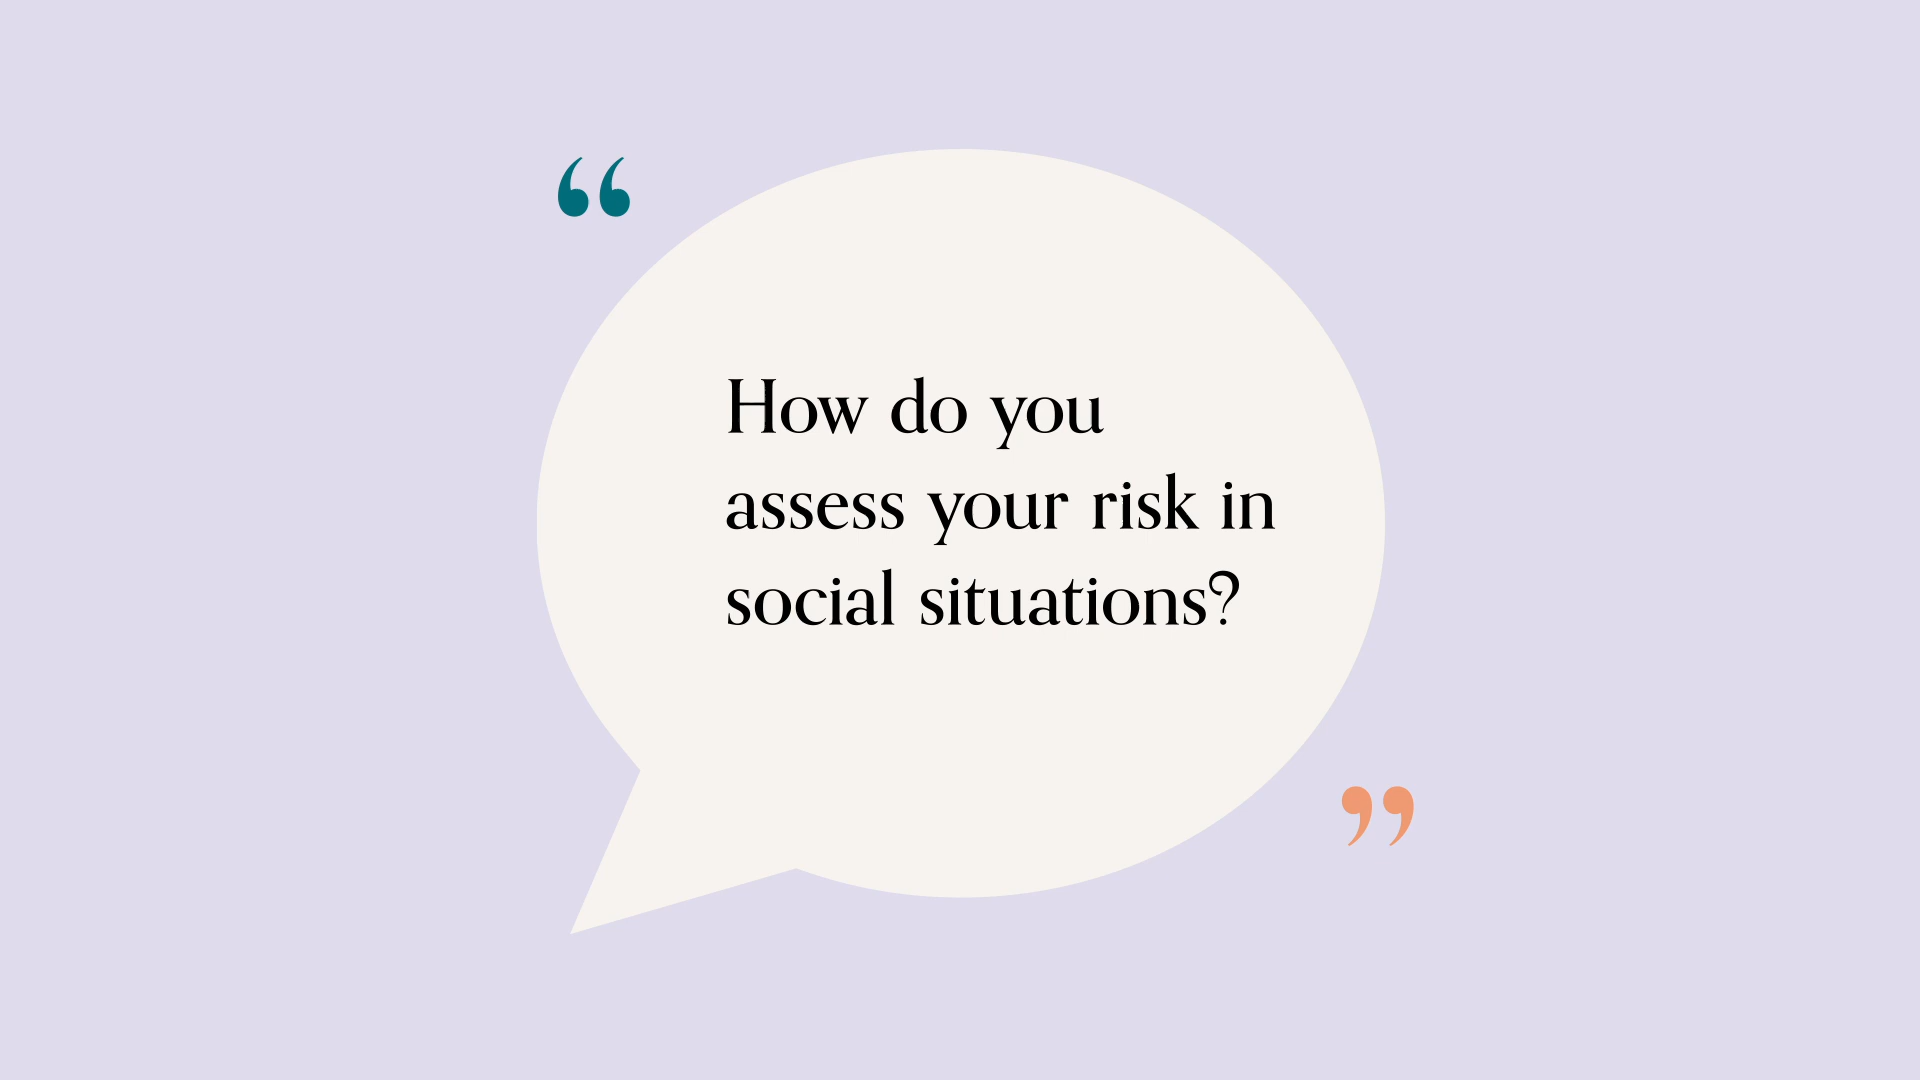 “
How do you
assess your risk in
social situations?
”